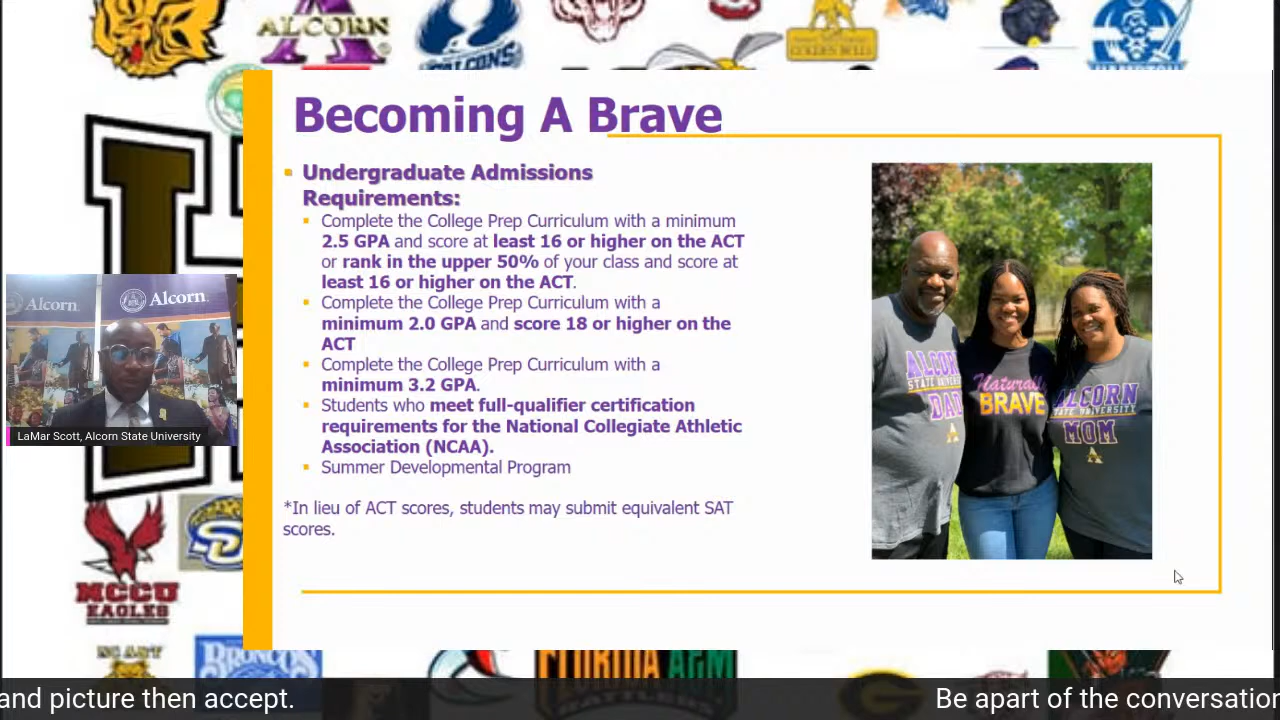 ALCORN
FALCONS
GOLDEN BULLS
Becoming A Brave
Undergraduate Admissions
Requirements:
Complete the College Prep Curriculum with a minimum
2.5 GPA and score at least 16 or higher on the ACT
or rank in the upper 50% of your class and score at
least 16 or higher on the ACT.
Complete the College Prep Curriculum with a
minimum 2.0 GPA and score 18 or higher on the
ACT
Complete the College Prep Curriculum with a
minimum 3.2 GPA.
Students who meet full-qualifier certification
requirements for the National Collegiate Athletic
Association (NCAA).
Summer Developmental Program
*In lieu of ACT scores, students may submit equivalent SAT
scores.
Alcorn
Alcorn
LaMar Scott, Alcorn State University
ALCORN
STATE UNIVERSITY
DAD
A
Naturally
BRAVE
ALCORN
STATE UNIVERSITY
MOM
A
MCCU
EAGLES
NC A&T
BRONCOS
FLORIDA A&M
G
and picture then accept.
Be apart of the conversation